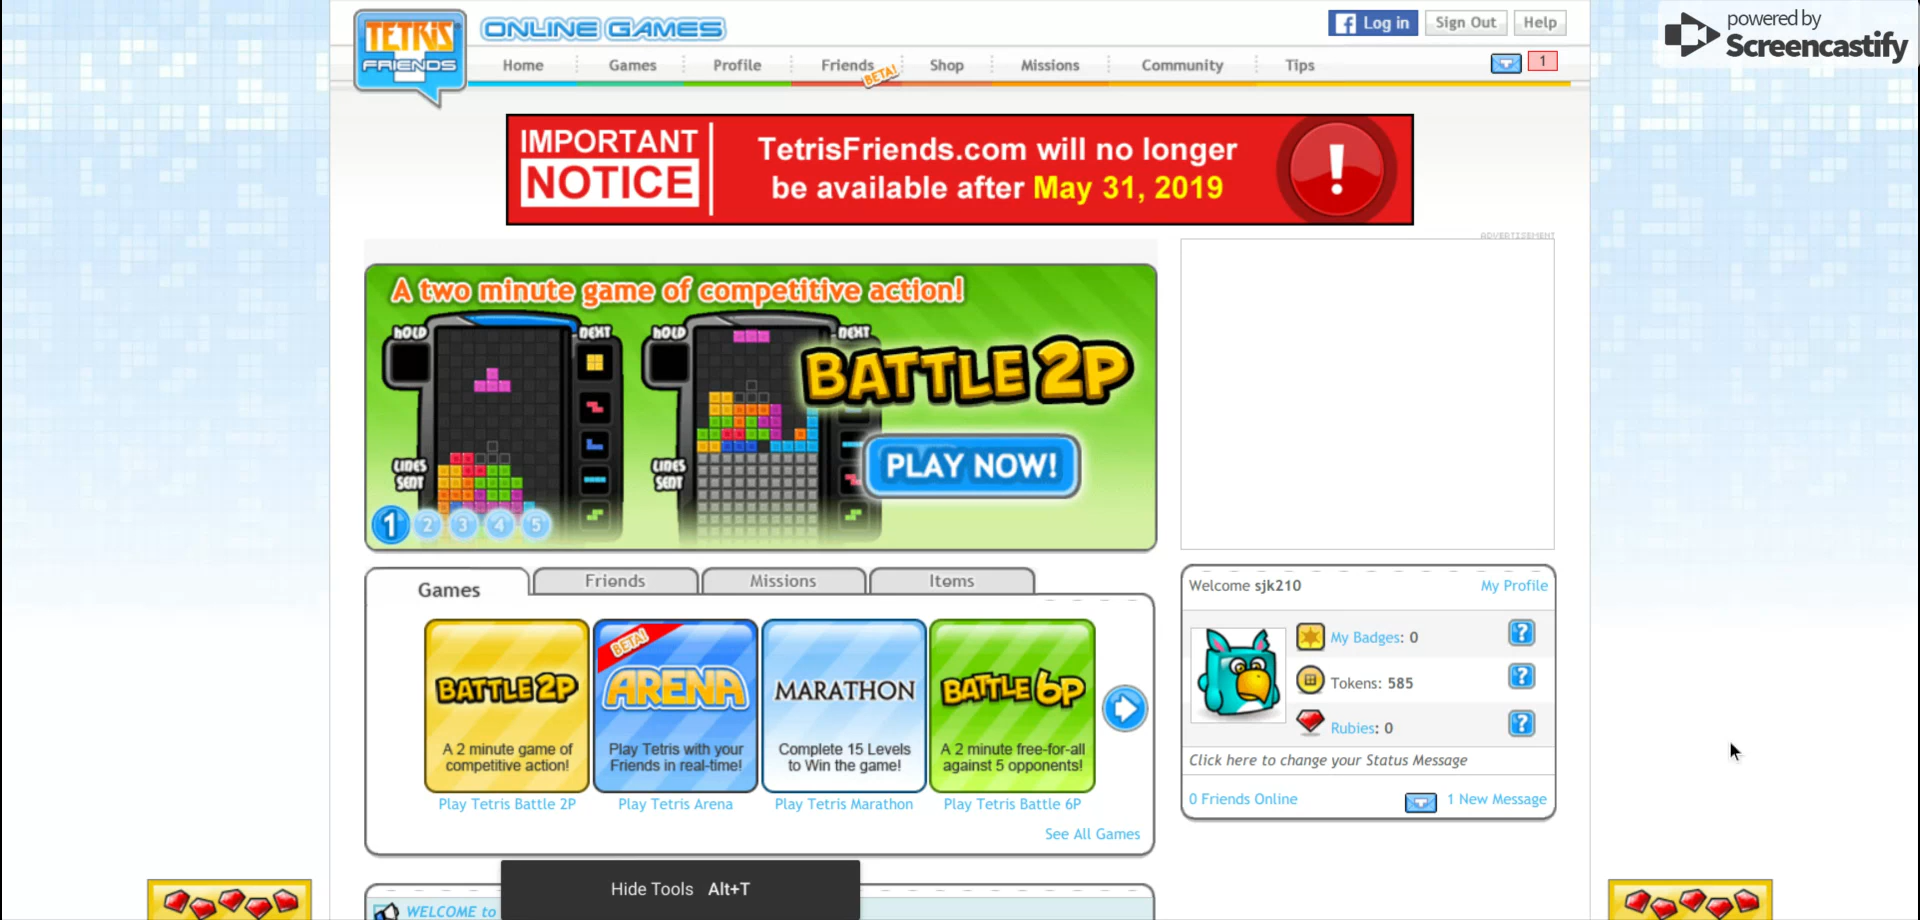 TETRIS
FRIENDS
ONLINE GAMES
Log in
Sign Out
Help
powered by
Screencastify
Home
Games
Profile
Friends
BETA!
Shop
Missions
Community
Tips
1
IMPORTANT
NOTICE
TetrisFriends.com will no longer
be available after May 31, 2019
!
ADVERTISEMENT
A two minute game of competitive action!
HOLD
NEXT
HOLD
NEXT
BATTLE 2P
LINES
SENT
LINES
SENT
PLAY NOW!
1 2 3 4 5
Games
Friends
Missions
Items
BATTLE 2P
A 2 minute game of
competitive action!
Play Tetris Battle 2P
BETA!
ARENA
Play Tetris with your
Friends in real-time!
Play Tetris Arena
MARATHON
Complete 15 Levels
to Win the game!
Play Tetris Marathon
BATTLE 6P
A 2 minute free-for-all
against 5 opponents!
Play Tetris Battle 6P
See All Games
Welcome sjk210
My Profile
My Badges: 0
?
Tokens: 585
?
Rubies: 0
?
Click here to change your Status Message
0 Friends Online
1 New Message
Hide Tools Alt+T
WELCOME to